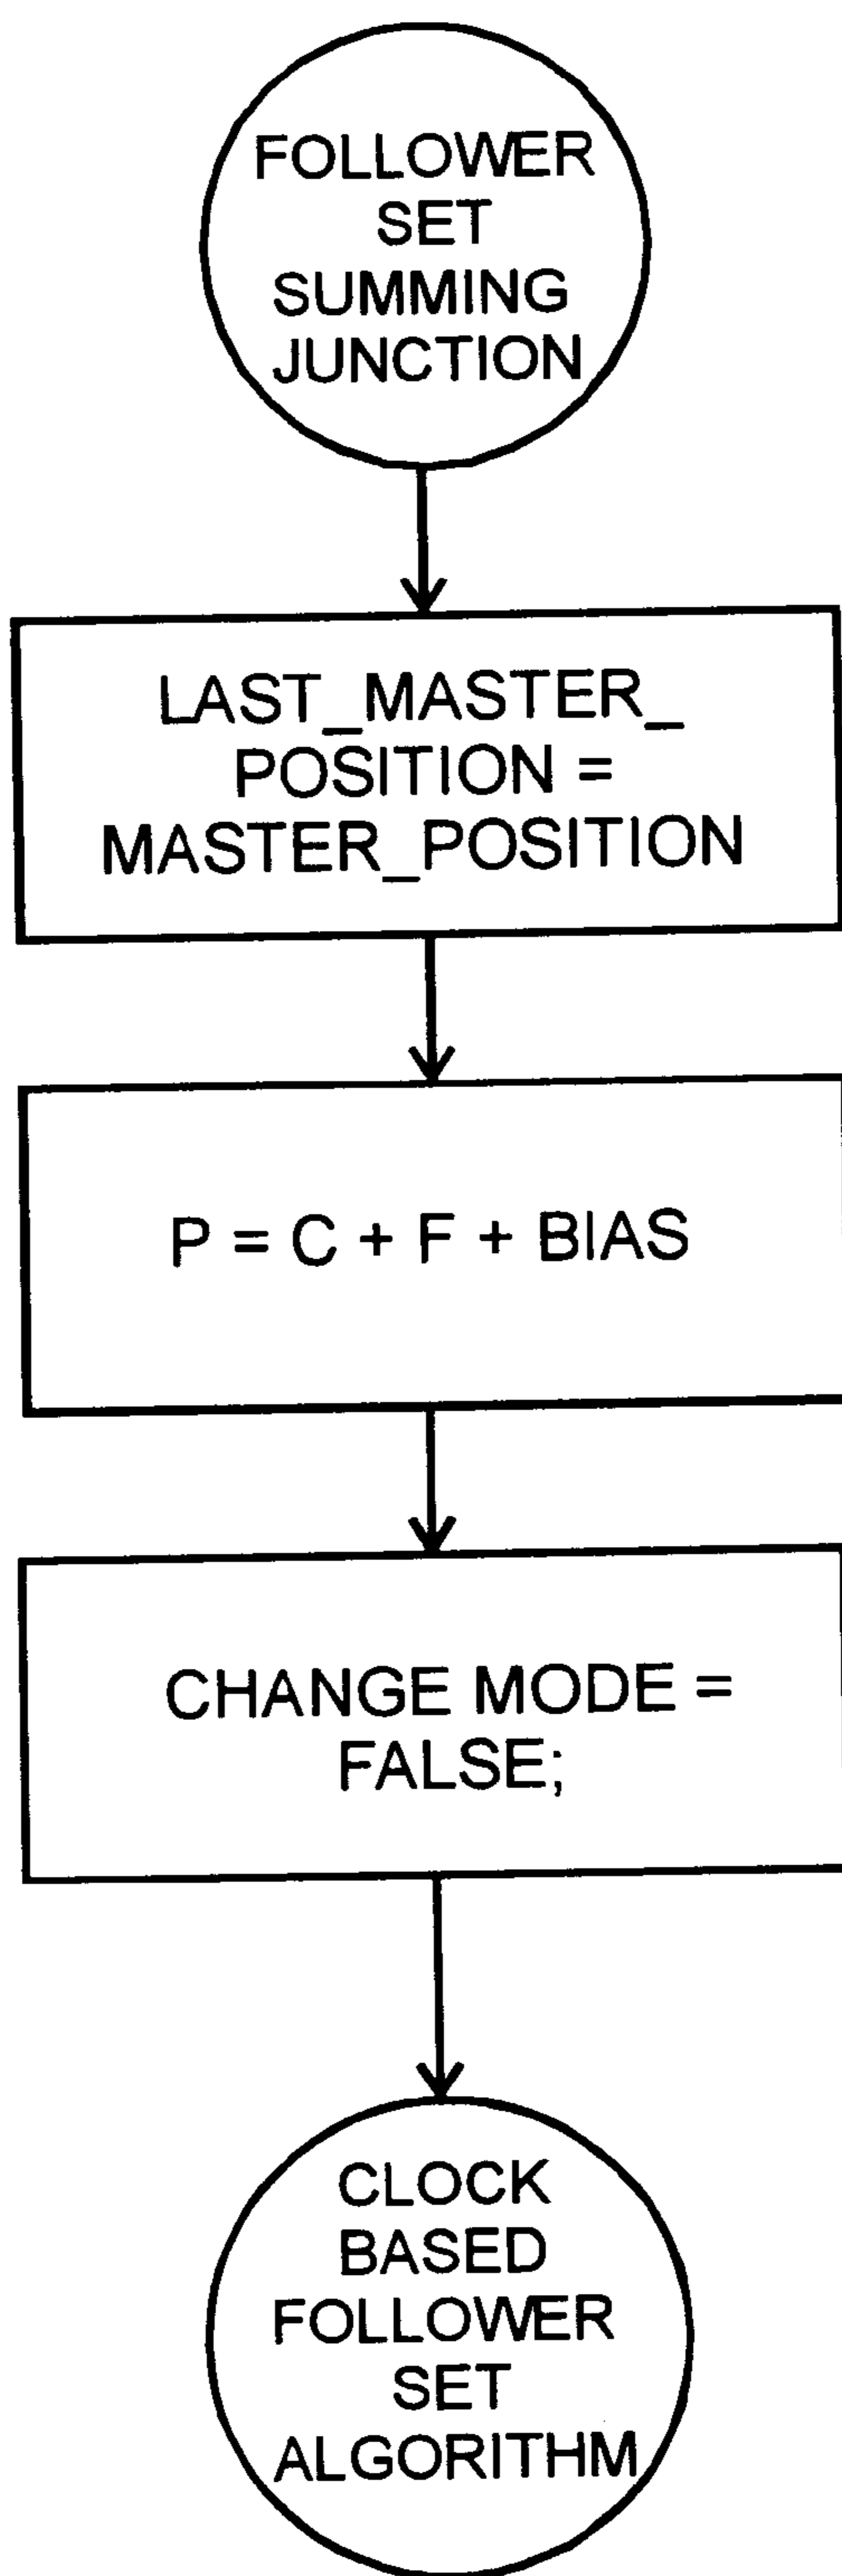 FOLLOWER
SET
SUMMING
JUNCTION
LAST_MASTER_
POSITION =
MASTER_POSITION
P = C + F + BIAS
CHANGE MODE =
FALSE;
CLOCK
BASED
FOLLOWER
SET
ALGORITHM